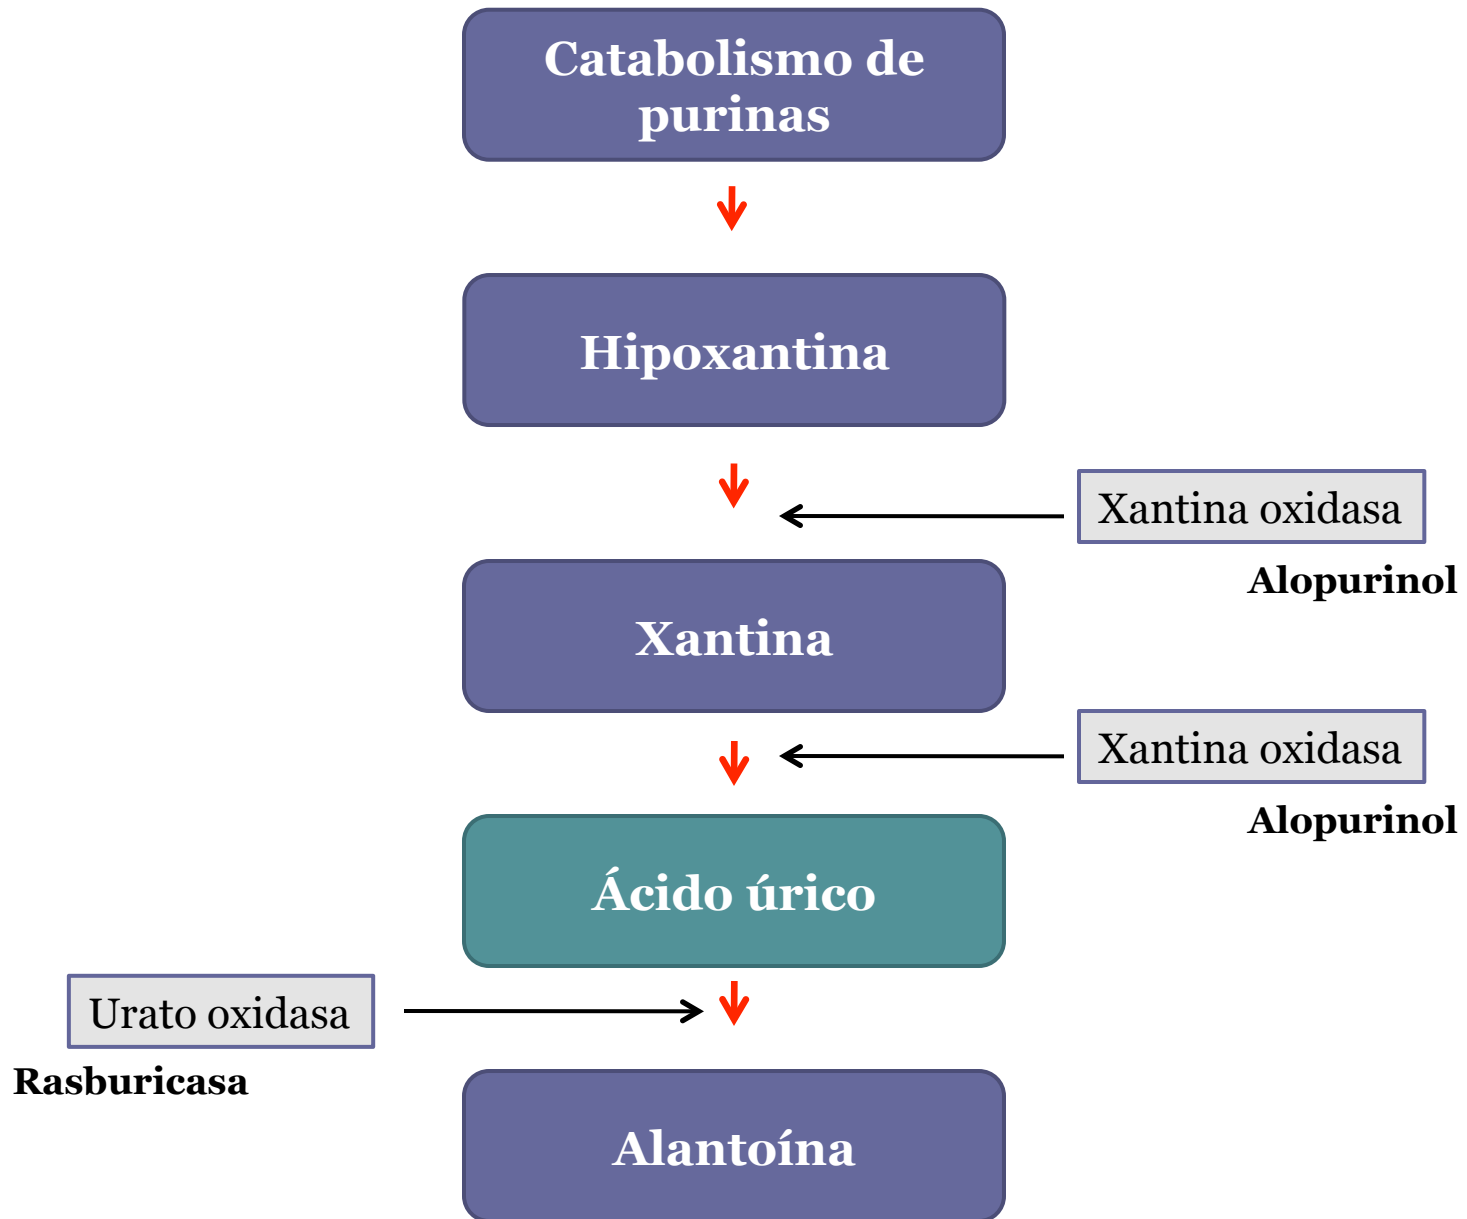 Catabolismo de
purinas
Hipoxantina
Xantina oxidasa
Alopurinol
Xantina
Xantina oxidasa
Alopurinol
Ácido úrico
Urato oxidasa
Rasburicasa
Alantoína